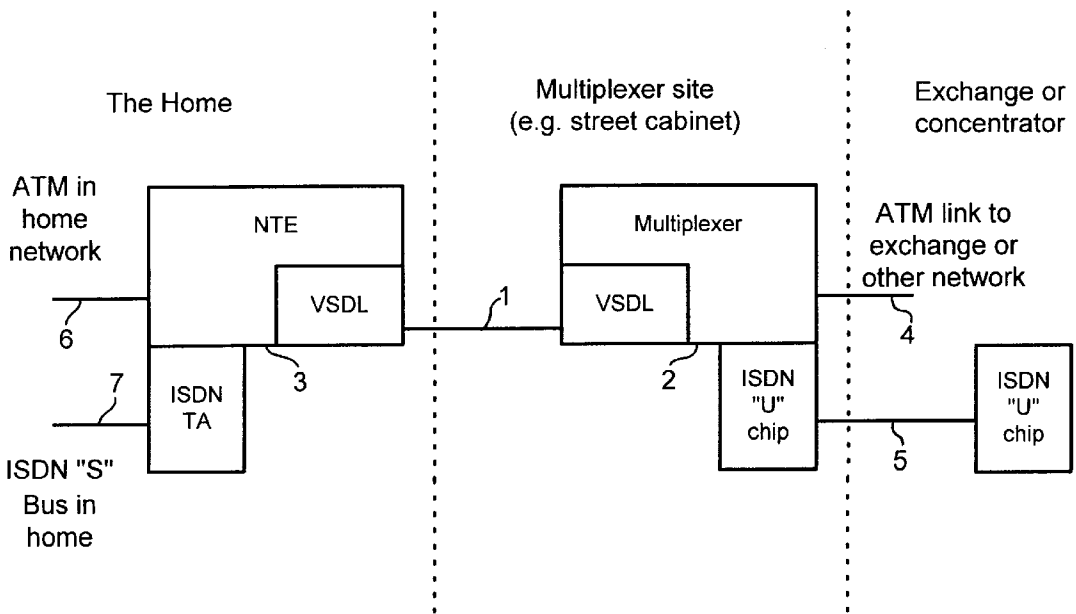 The Home
Multiplexer site
(e.g. street cabinet)
Exchange or
concentrator
ATM in
home
network
NTE
VSDL
1
Multiplexer
VSDL
ATM link to
exchange or
other network
6
3
2
4
7
ISDN
TA
ISDN
"U"
chip
5
ISDN
"U"
chip
ISDN "S"
Bus in
home